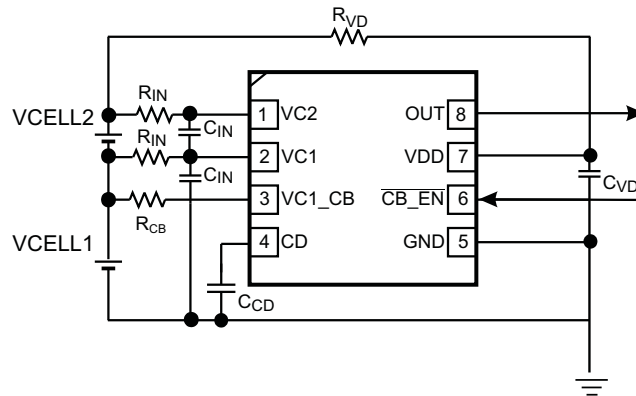 RVD
RIN
VCELL2
CIN
1 VC2
OUT 8
RIN
CIN
2 VC1
VDD 7
CVD
RCB
3 VC1_CB
CB_EN 6
VCELL1
4 CD
GND 5
CCD